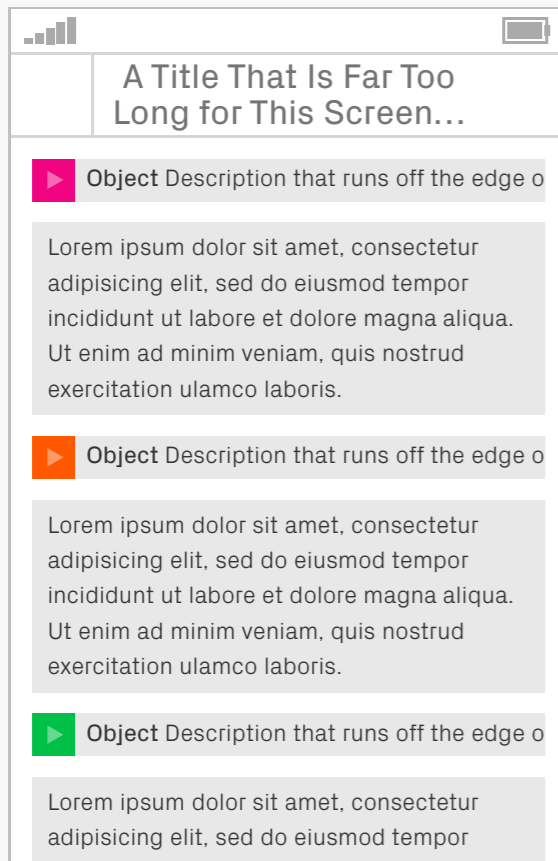 A Title That Is Far Too
Long for This Screen...
Object Description that runs off the edge o
Lorem ipsum dolor sit amet, consectetur
adipisicing elit, sed do eiusmod tempor
incididunt ut labore et dolore magna aliqua.
Ut enim ad minim veniam, quis nostrud
exercitation ulamco laboris.
Object Description that runs off the edge o
Lorem ipsum dolor sit amet, consectetur
adipisicing elit, sed do eiusmod tempor
incididunt ut labore et dolore magna aliqua.
Ut enim ad minim veniam, quis nostrud
exercitation ulamco laboris.
Object Description that runs off the edge o
Lorem ipsum dolor sit amet, consectetur
adipisicing elit, sed do eiusmod tempor